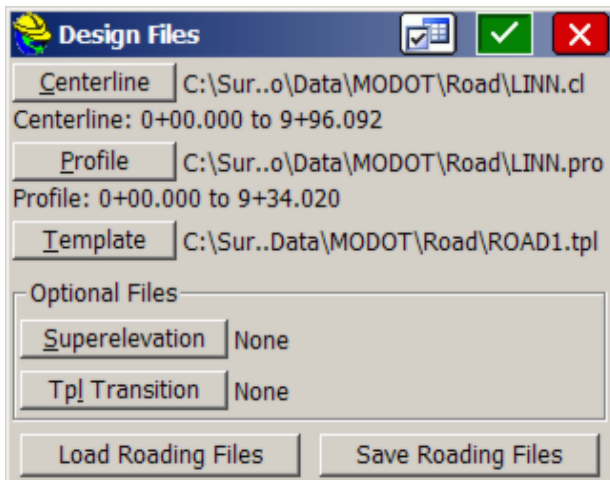 Design Files
Centerline C:\Sur..o\Data\MODOT\Road\LINN.cl
Centerline: 0+00.000 to 9+96.092
Profile C:\Sur..o\Data\MODOT\Road\LINN.pro
Profile: 0+00.000 to 9+34.020
Template C:\Sur..Data\MODOT\Road\ROAD1.tpl
Optional Files
Superelevation None
Tpl Transition None
Load Roading Files Save Roading Files